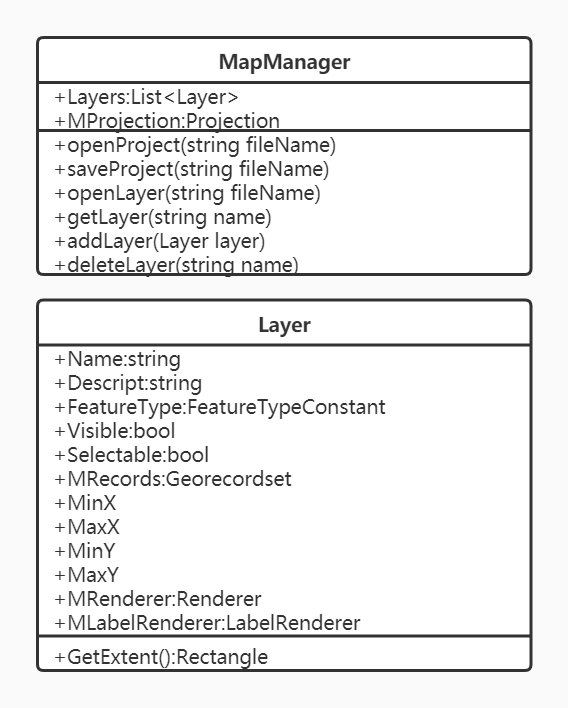 MapManager
+Layers:List<Layer>
+MProjection:Projection
+openProject(string fileName)
+saveProject(string fileName)
+openLayer(string fileName)
+getLayer(string name)
+addLayer(Layer layer)
+deleteLayer(string name)
Layer
+Name:string
+Descript:string
+FeatureType:FeatureTypeConstant
+Visible:bool
+Selectable:bool
+MRecords:Georecordset
+MinX
+MaxX
+MinY
+MaxY
+MRenderer:Renderer
+MLabelRenderer:LabelRenderer
+GetExtent():Rectangle